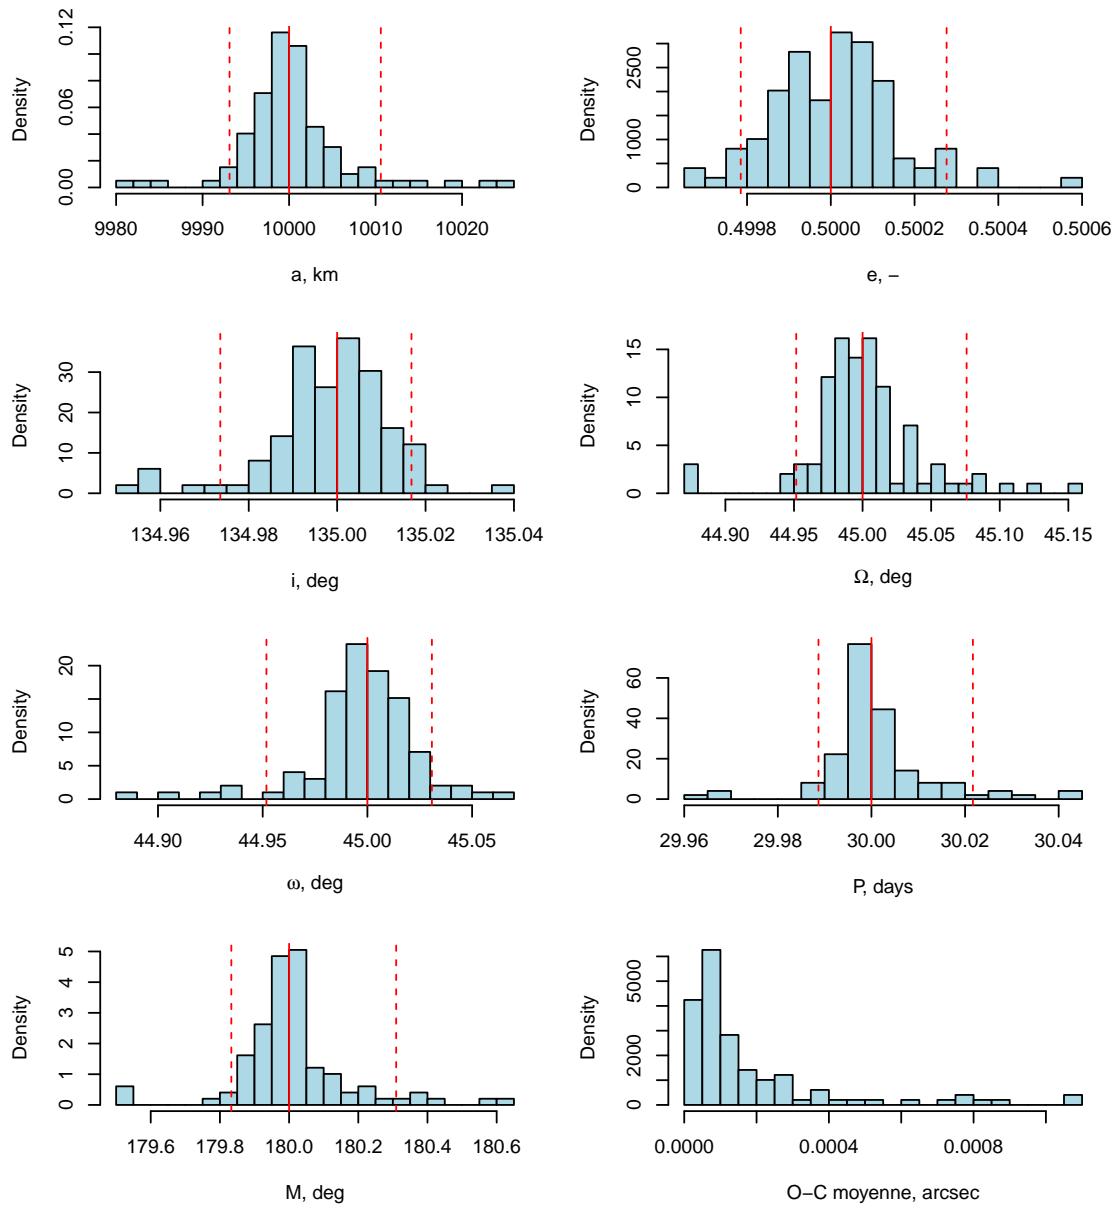 Density
0.00 0.06 0.12
9980 9990 10000 10010 10020
a, km
Density
0 1000 2500
0.4998 0.5000 0.5002 0.5004 0.5006
e, −
Density
0 10 20 30
134.96 134.98 135.00 135.02 135.04
i, deg
Density
0 5 10 15
44.90 44.95 45.00 45.05 45.10 45.15
Ω, deg
Density
0 5 10 20
44.90 44.95 45.00 45.05
ω, deg
Density
0 20 40 60
29.96 29.98 30.00 30.02 30.04
P, days
Density
0 1 2 3 4 5
179.6 179.8 180.0 180.2 180.4 180.6
M, deg
Density
0 2000 5000
0.0000 0.0004 0.0008
O−C moyenne, arcsec